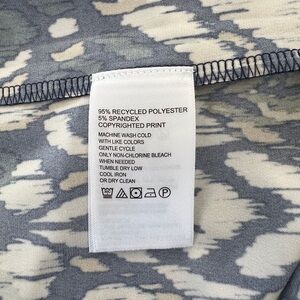 95% RECYCLED POLYESTER
5% SPANDEX
COPYRIGHTED PRINT
MACHINE WASH COLD
WITH LIKE COLORS
GENTLE CYCLE
ONLY NON-CHLORINE BLEACH
WHEN NEEDED
TUMBLE DRY LOW
COOL IRON
OR DRY CLEAN